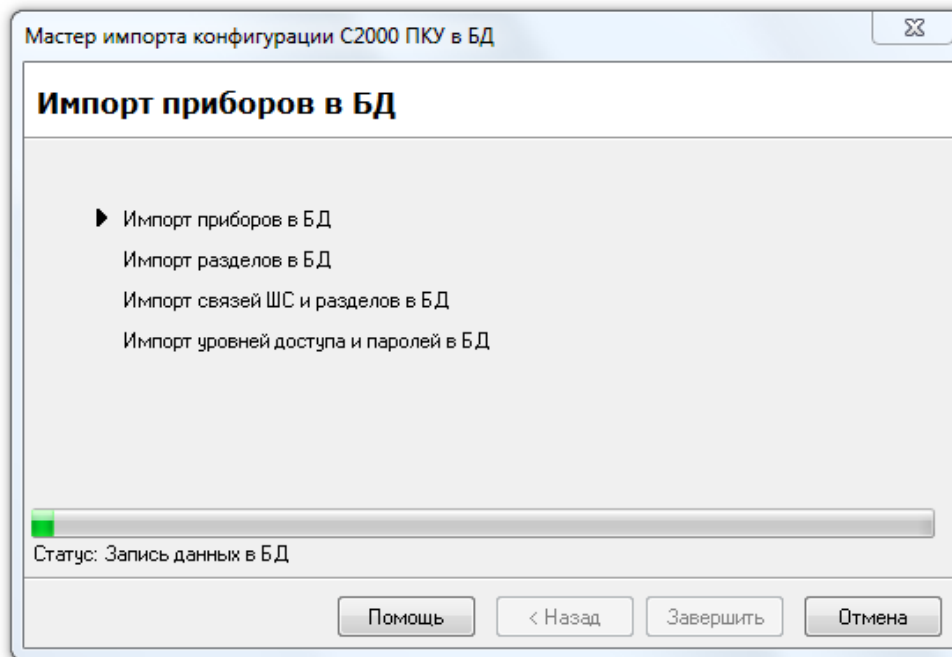 Мастер импорта конфигурации С2000 ПКУ в БД
Импорт приборов в БД
Импорт приборов в БД
Импорт разделов в БД
Импорт связей ШС и разделов в БД
Импорт уровней доступа и паролей в БД
Статус: Запись данных в БД
Помощь < Назад Завершить Отмена